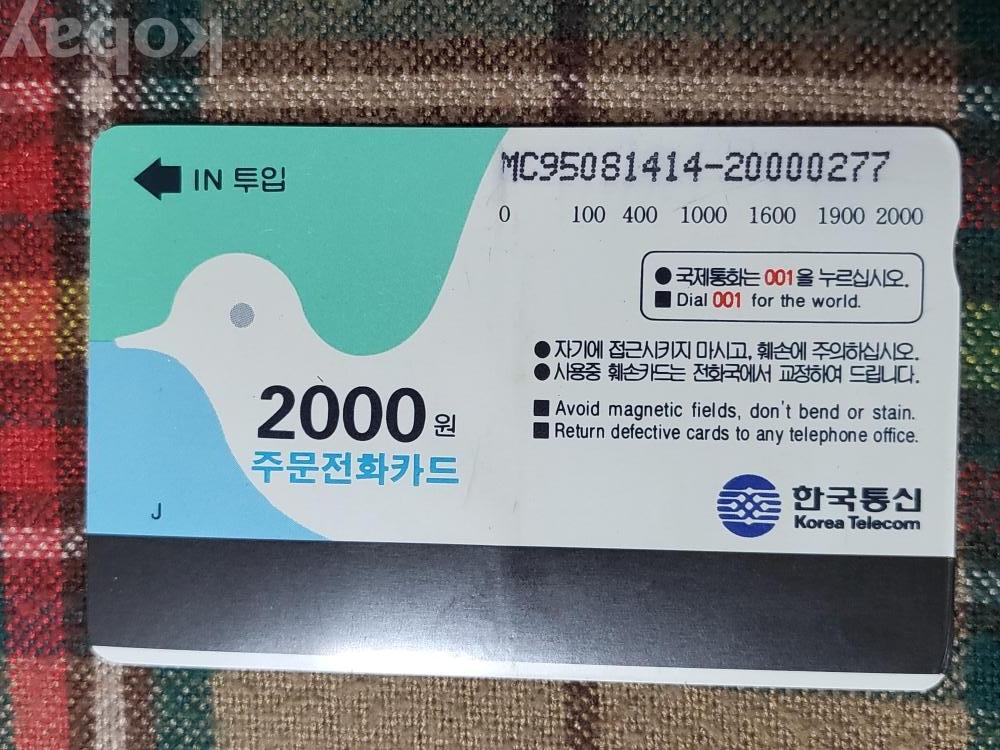 kobay
IN 투입
MC95081414-20000277
0 100 400 1000 1600 1900 2000
● 국제통화는 001을 누르십시오.
■ Dial 001 for the world.
● 자기에 접근시키지 마시고, 훼손에 주의하십시오.
● 사용중 훼손카드는 전화국에서 교정하여 드립니다.
■ Avoid magnetic fields, don't bend or stain.
■ Return defective cards to any telephone office.
2000원
주문전화카드
J
한국통신
Korea Telecom